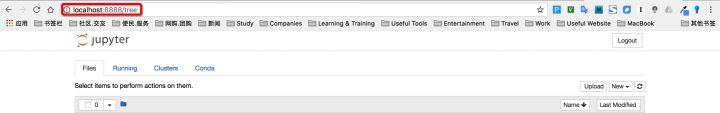 localhost:8888/tree
应用 书签栏 社区.交友 便民.服务 网购.团购 新闻 Study Companies Learning & Training Useful Tools Entertainment Travel Work Useful Website MacBook 其他书签
jupyter Logout
Files Running Clusters Conda
Select items to perform actions on them. Upload New
0 Name Last Modified